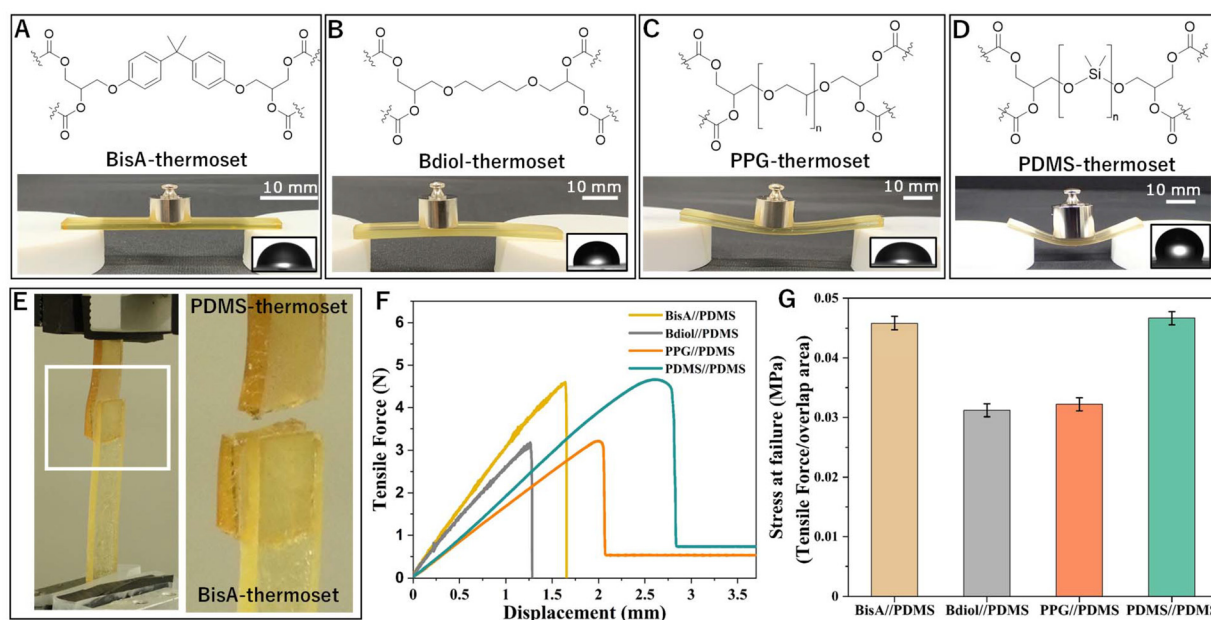 A
O
O
O
O
O
O
O
O
O
O
BisA-thermoset
10 mm
B
O
O
O
O
O
O
O
O
O
O
Bdiol-thermoset
10 mm
C
O
O
O
O
O
O
O
O
O
O
n
PPG-thermoset
10 mm
D
O
O
O
O
O
Si
O
O
O
O
O
n
PDMS-thermoset
10 mm
E
PDMS-thermoset
BisA-thermoset
F
Tensile Force (N)
6
5
4
3
2
1
0
0
0.5
1
1.5
2
2.5
3
3.5
Displacement (mm)
BisA//PDMS
Bdiol//PDMS
PPG//PDMS
PDMS//PDMS
G
Stress at failure (MPa)
(Tensile Force/overlap area)
0.05
0.04
0.03
0.02
0.01
0
BisA//PDMS Bdiol//PDMS PPG//PDMS PDMS//PDMS